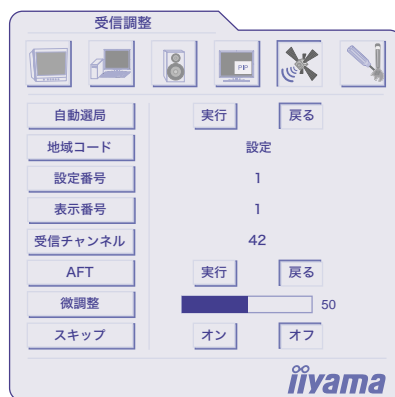 受信調整
PIP
自動選局 実行 戻る
地域コード 設定
設定番号 1
表示番号 1
受信チャンネル 42
AFT 実行 戻る
微調整 50
スキップ オン オフ
iiyama